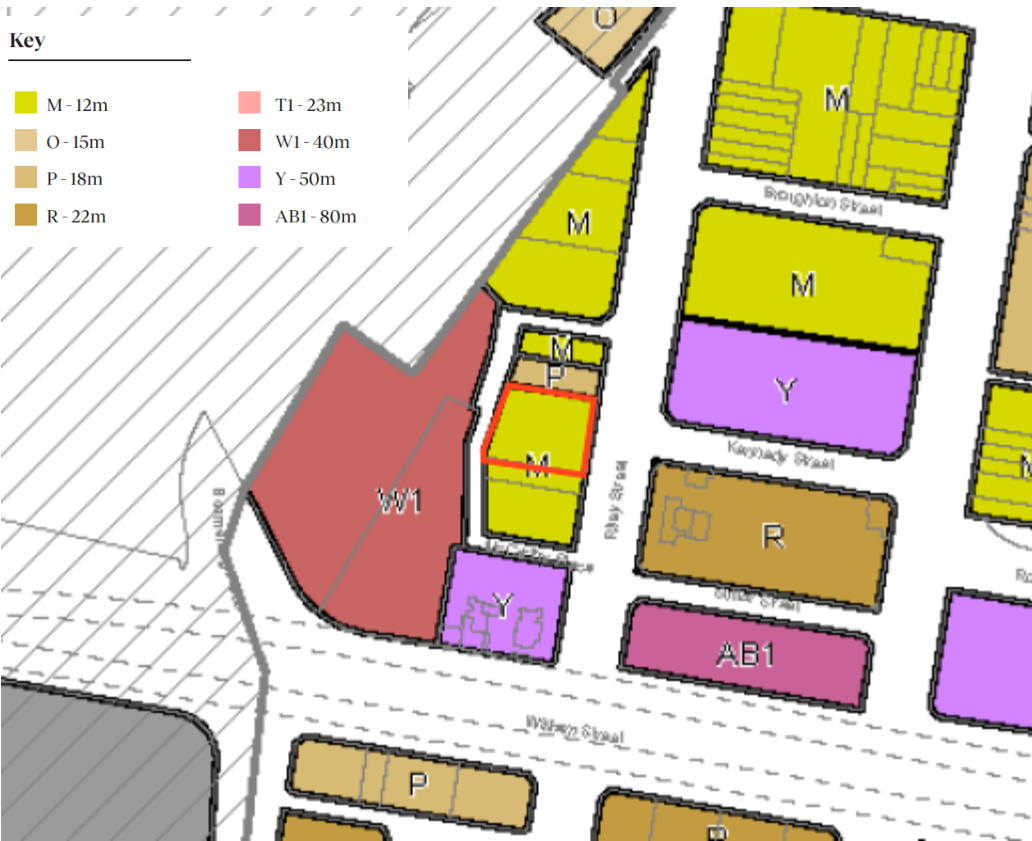 Key
M - 12m
O - 15m
P - 18m
R - 22m
T1 - 23m
W1 - 40m
Y - 50m
AB1 - 80m
O
M
Broughton Street
M
M
M
P
Y
M
Kennedy Street
Riley Street
W1
R
M
Y
AB1
Street
P
R